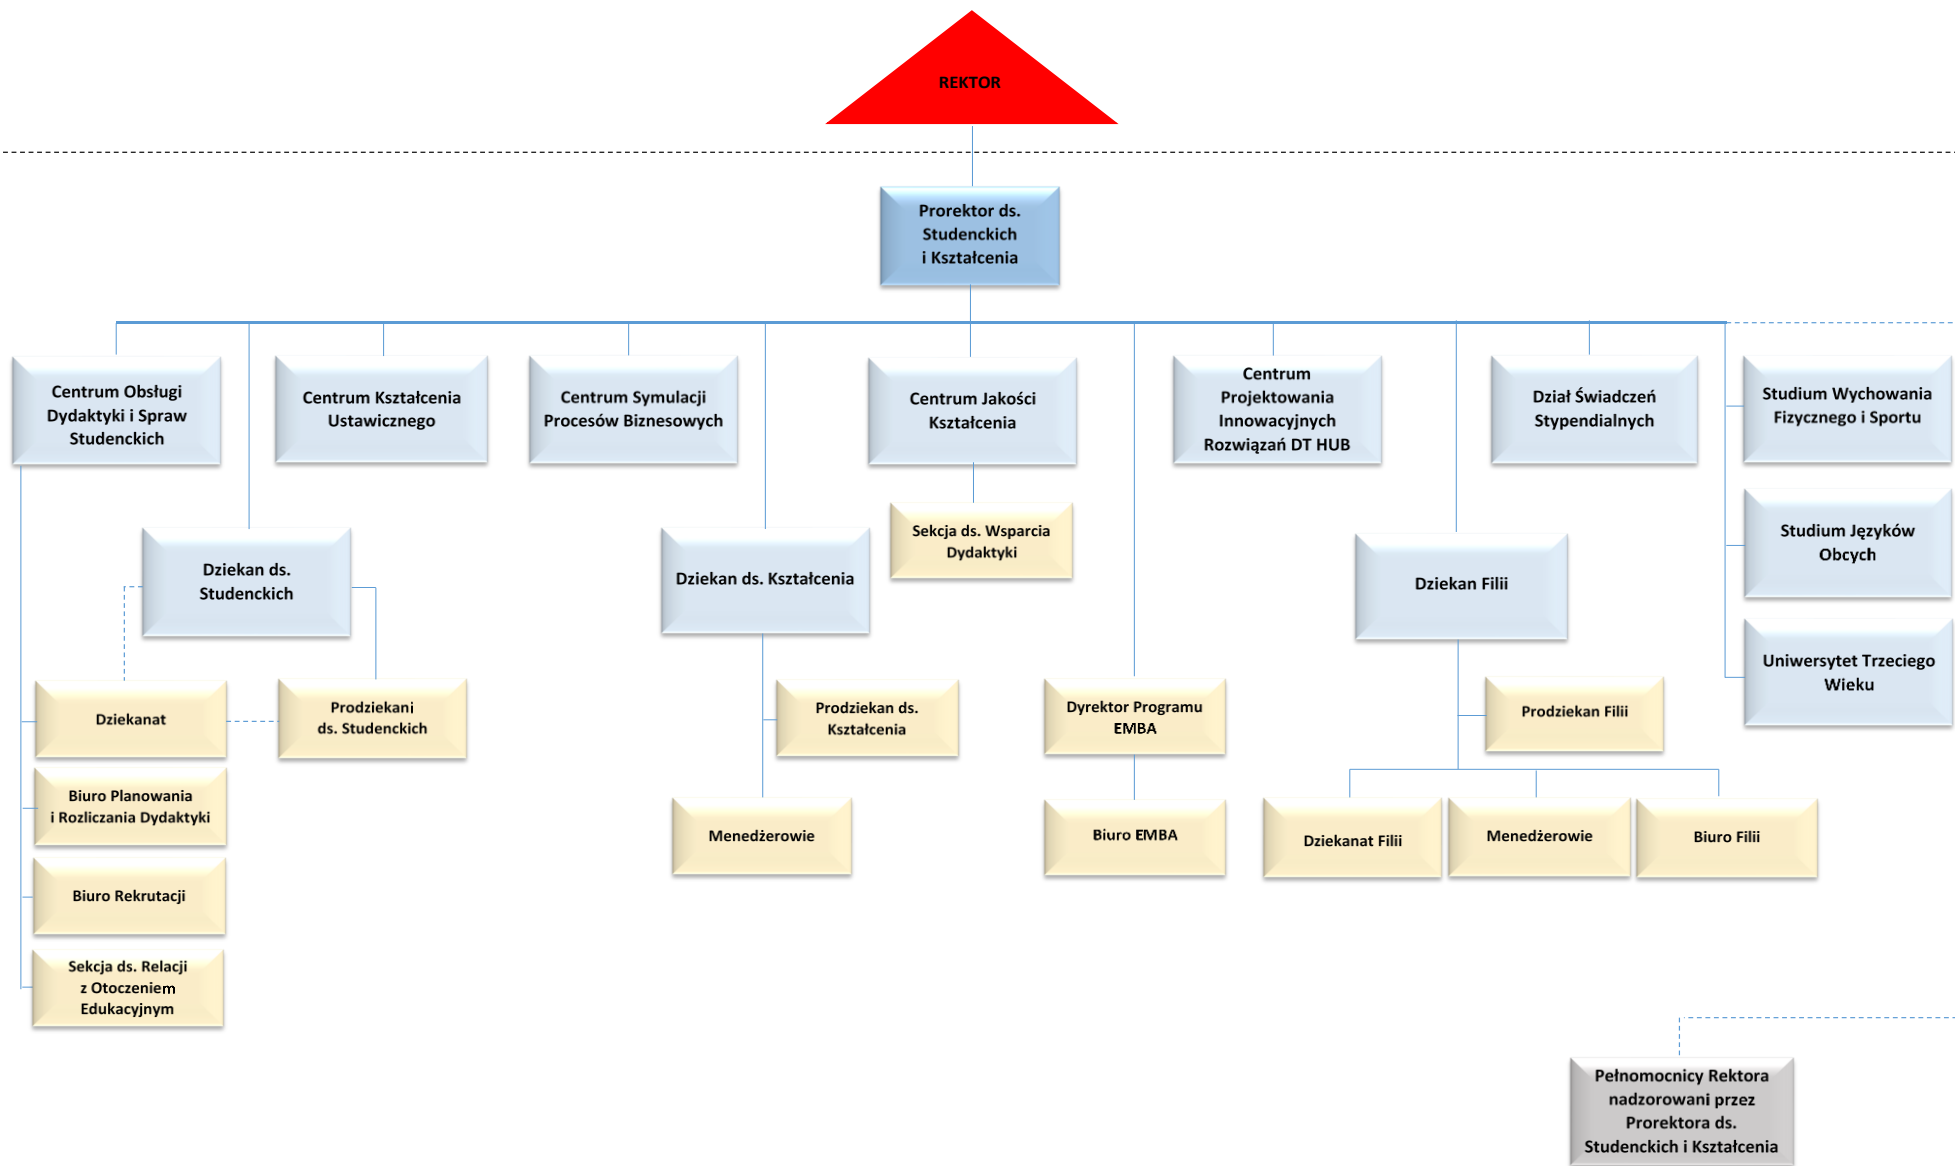 REKTOR
Prorektor ds.
Studenckich
i Kształcenia
Centrum Obsługi
Dydaktyki i Spraw
Studenckich
Centrum Kształcenia
Ustawicznego
Centrum Symulacji
Procesów Biznesowych
Centrum Jakości
Kształcenia
Centrum
Projektowania
Innowacyjnych
Rozwiązań DT HUB
Dział Świadczeń
Stypendialnych
Studium Wychowania
Fizycznego i Sportu
Sekcja ds. Wsparcia
Dydaktyki
Studium Języków
Obcych
Dziekan ds.
Studenckich
Dziekan ds. Kształcenia
Dziekan Filii
Uniwersytet Trzeciego
Wieku
Dziekanat
Prodziekani
ds. Studenckich
Prodziekan ds.
Kształcenia
Dyrektor Programu
EMBA
Prodziekan Filii
Biuro Planowania
i Rozliczania Dydaktyki
Menedżerowie
Biuro EMBA
Dziekanat Filii
Menedżerowie
Biuro Filii
Biuro Rekrutacji
Sekcja ds. Relacji
z Otoczeniem
Edukacyjnym
Pełnomocnicy Rektora
nadzorowani przez
Prorektora ds.
Studenckich i Kształcenia